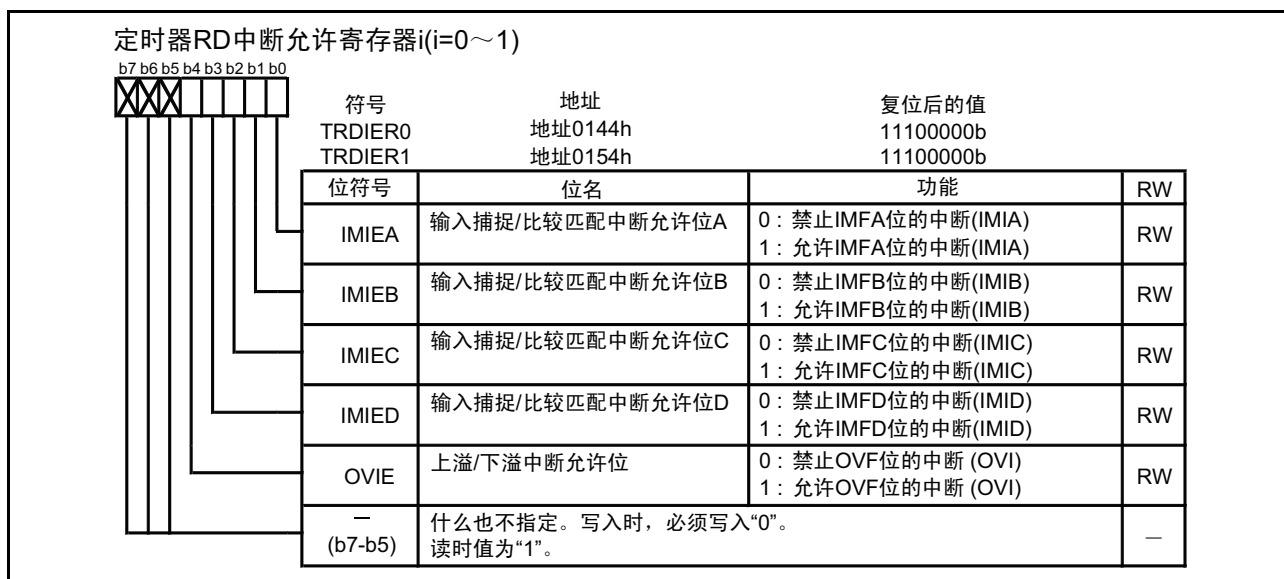 定时器RD中断允许寄存器i(i=0～1)
b7 b6 b5 b4 b3 b2 b1 b0
符号 地址 复位后的值
TRDIER0 地址0144h 11100000b
TRDIER1 地址0154h 11100000b
位符号 位名 功能 RW
IMIEA 输入捕捉/比较匹配中断允许位A 0：禁止IMFA位的中断(IMIA) RW
1：允许IMFA位的中断(IMIA)
IMIEB 输入捕捉/比较匹配中断允许位B 0：禁止IMFB位的中断(IMIB) RW
1：允许IMFB位的中断(IMIB)
IMIEC 输入捕捉/比较匹配中断允许位C 0：禁止IMFC位的中断(IMIC) RW
1：允许IMFC位的中断(IMIC)
IMIED 输入捕捉/比较匹配中断允许位D 0：禁止IMFD位的中断(IMID) RW
1：允许IMFD位的中断(IMID)
OVIE 上溢/下溢中断允许位 0：禁止OVF位的中断 (OVI) RW
1：允许OVF位的中断 (OVI)
— 什么也不指定。写入时，必须写入“0”。 —
(b7-b5) 读时值为“1”。